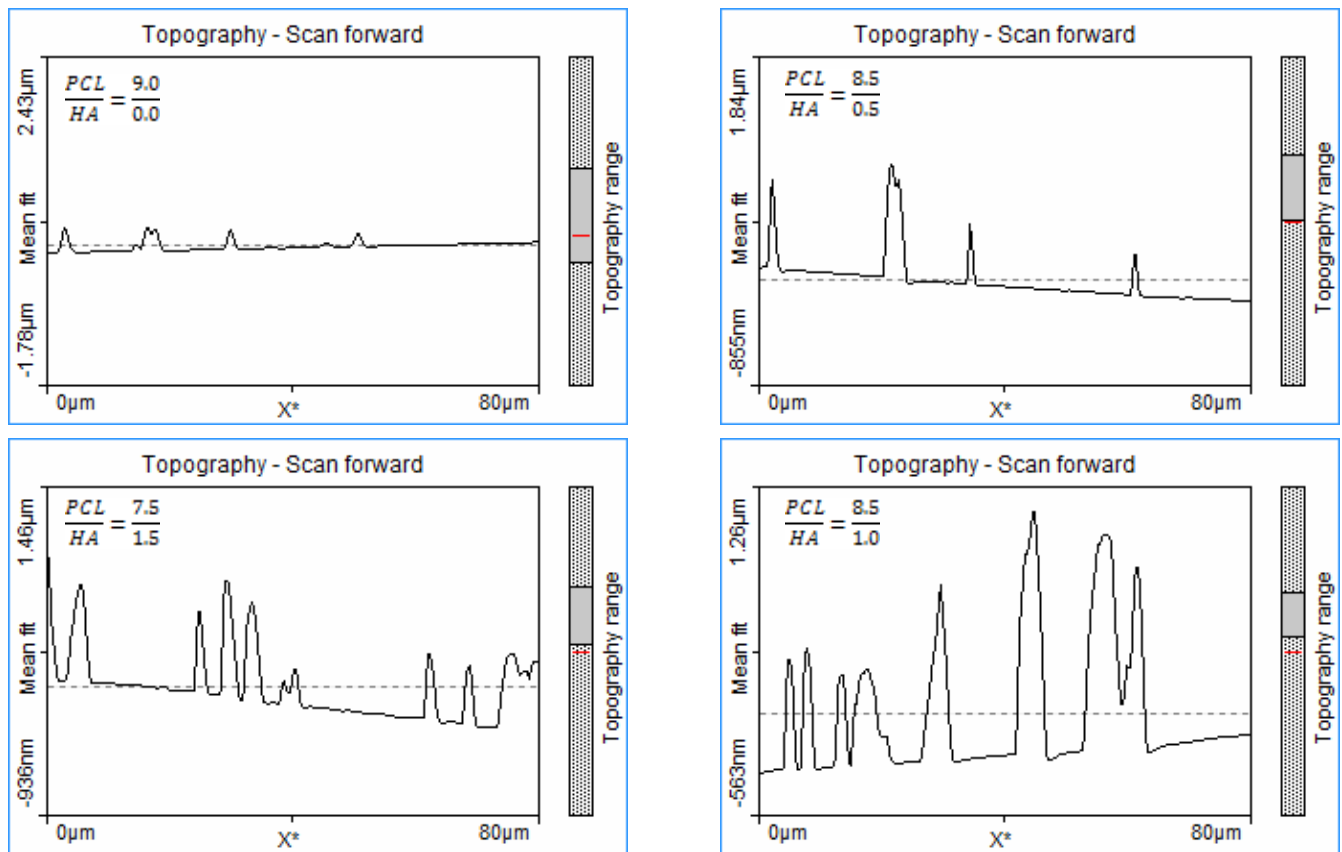 Topography - Scan forward
2.43µm
Mean fit
-1.78µm
PCL/HA = 9.0/0.0
0µm
X*
80µm
Topography range
Topography - Scan forward
1.84µm
Mean fit
-855nm
PCL/HA = 8.5/0.5
0µm
X*
80µm
Topography range
Topography - Scan forward
1.46µm
Mean fit
-936nm
PCL/HA = 7.5/1.5
0µm
X*
80µm
Topography range
Topography - Scan forward
1.26µm
Mean fit
-563nm
PCL/HA = 8.5/1.0
0µm
X*
80µm
Topography range